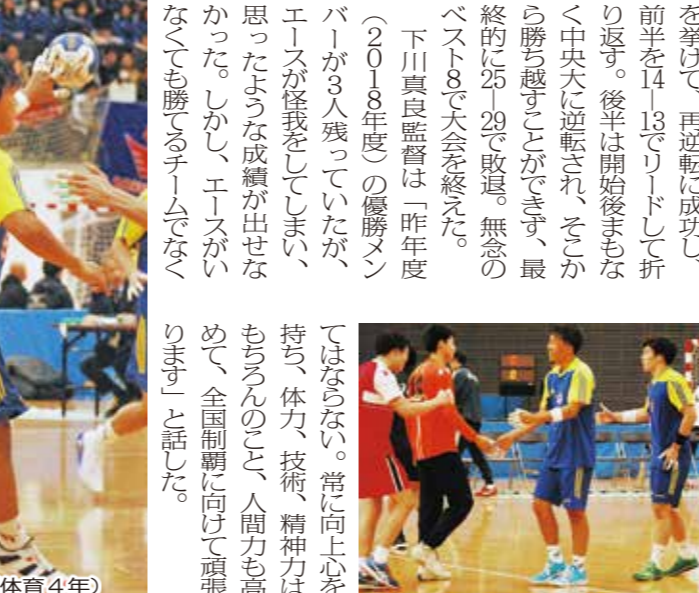 を挙げて、再逆転に成功し、
前半を14―13でリードして折
り返す。後半は開始後まもな
く中央大に逆転され、そこか
ら勝ち越すことができず、最
終的に25―29で敗退。無念の
ベスト8で大会を終えた。
下川真良監督は「昨年度
（2018年度）の優勝メン
バーが3人残っていたが、
エースが怪我をしてしまい、
思ったような成績が出せな
かった。しかし、エースがい
なくても勝てるチームでなく
てはならない。常に向上心を
持ち、体力、技術、精神力は
もちろんのこと、人間力も高
めて、全国制覇に向けて頑張
ります」と話した。
体育4年）